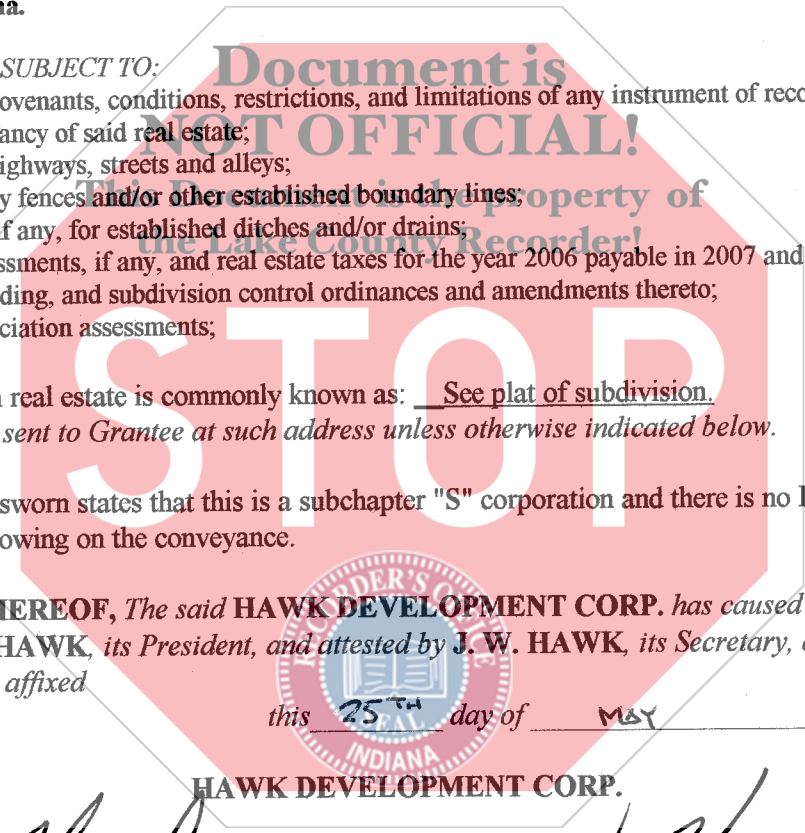 na.
SUBJECT TO:
Document is
ovenants, conditions, restrictions, and limitations of any instrument of reco
ancy of said real estate;
NOT OFFICIAL!
ighways, streets and alleys;
y fences and/or other established boundary lines;
This Document is the property of
f any, for established ditches and/or drains;
the Lake County Recorder!
ssments, if any, and real estate taxes for the year 2006 payable in 2007 and
ding, and subdivision control ordinances and amendments thereto;
ciation assessments;
STOP
real estate is commonly known as: See plat of subdivision.
sent to Grantee at such address unless otherwise indicated below.
sworn states that this is a subchapter "S" corporation and there is no
owing on the conveyance.
HEREOF, The said HAWK DEVELOPMENT CORP. has caused
HAWK, its President, and attested by J. W. HAWK, its Secretary,
affixed
this 25TH day of MAY
SEAL
INDIANA
HAWK DEVELOPMENT CORP.